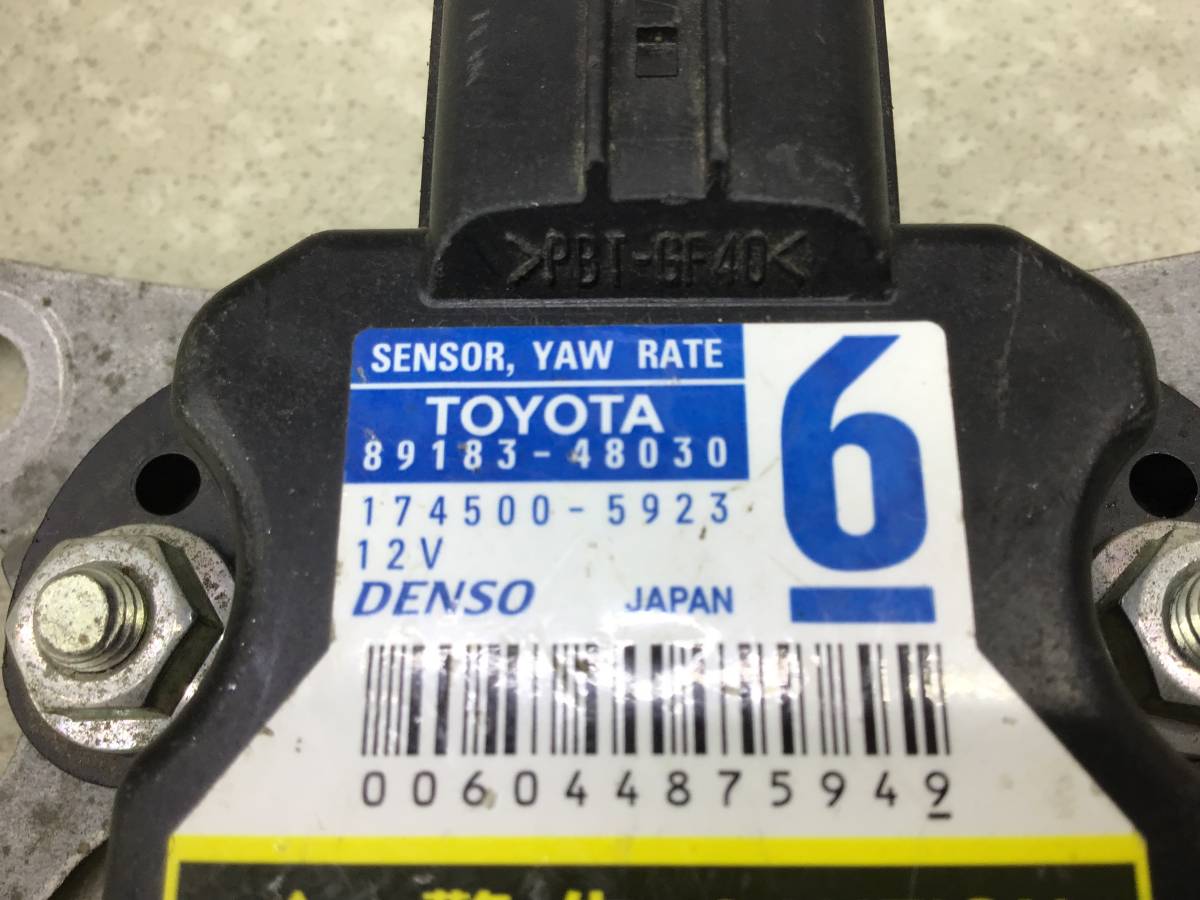 >PBT-GF40<
SENSOR, YAW RATE
TOYOTA
89183-48030
6
174500-5923
12V
DENSO JAPAN
006044875949